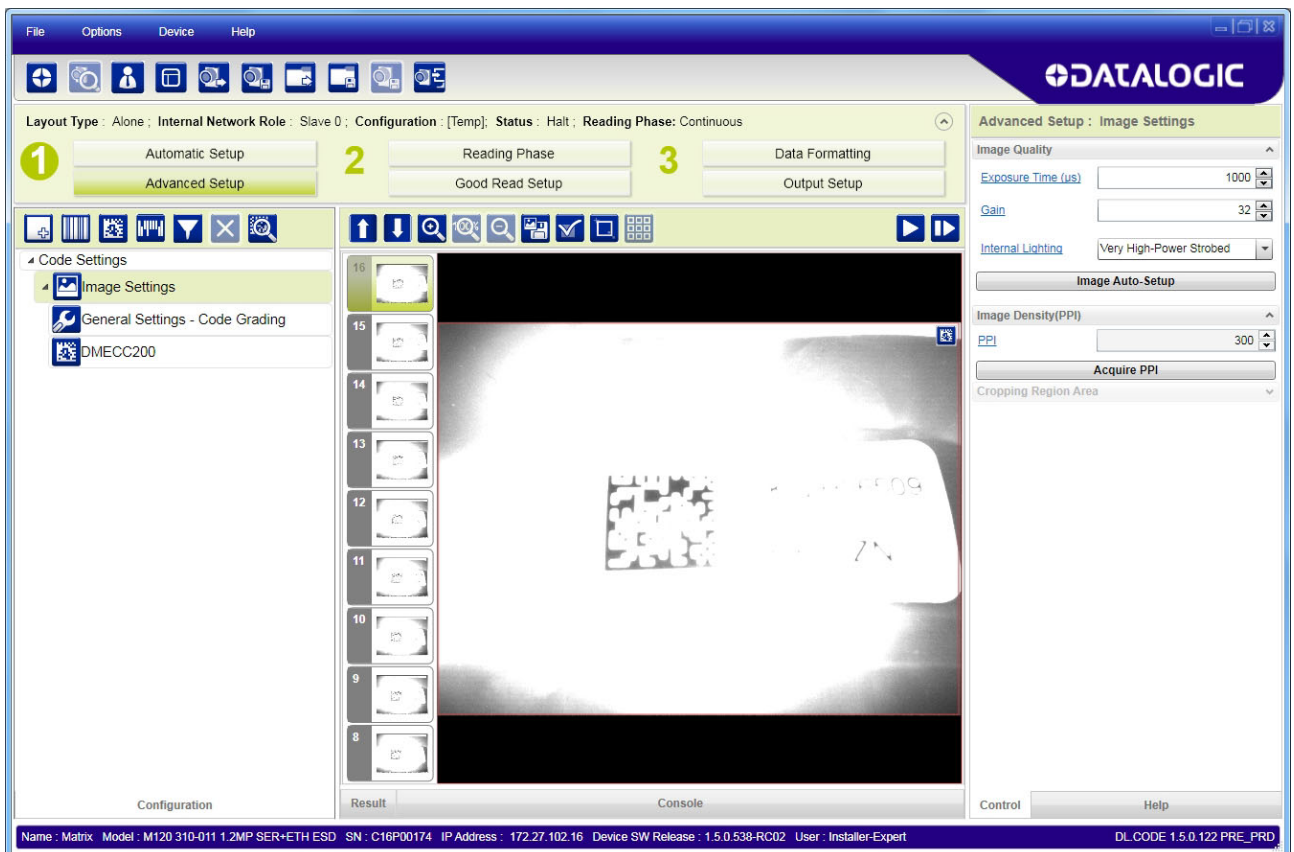 File Options Device Help
DATALOGIC
Layout Type : Alone ; Internal Network Role : Slave 0 ; Configuration : [Temp]; Status : Halt ; Reading Phase: Continuous
1 Automatic Setup 2 Reading Phase 3 Data Formatting
Advanced Setup Good Read Setup Output Setup
Code Settings
Image Settings
General Settings - Code Grading
DMECC200
Configuration
100%
16
15
14
13
12
11
10
9
8
09
Result Console
Advanced Setup : Image Settings
Image Quality
Exposure Time (µs) 1000
Gain 32
Internal Lighting Very High-Power Strobed
Image Auto-Setup
Image Density(PPI)
PPI 300
Acquire PPI
Cropping Region Area
Control Help
Name : Matrix Model : M120 310-011 1.2MP SER+ETH ESD SN : C16P00174 IP Address : 172.27.102.16 Device SW Release : 1.5.0.538-RC02 User : Installer-Expert DL.CODE 1.5.0.122 PRE_PRD